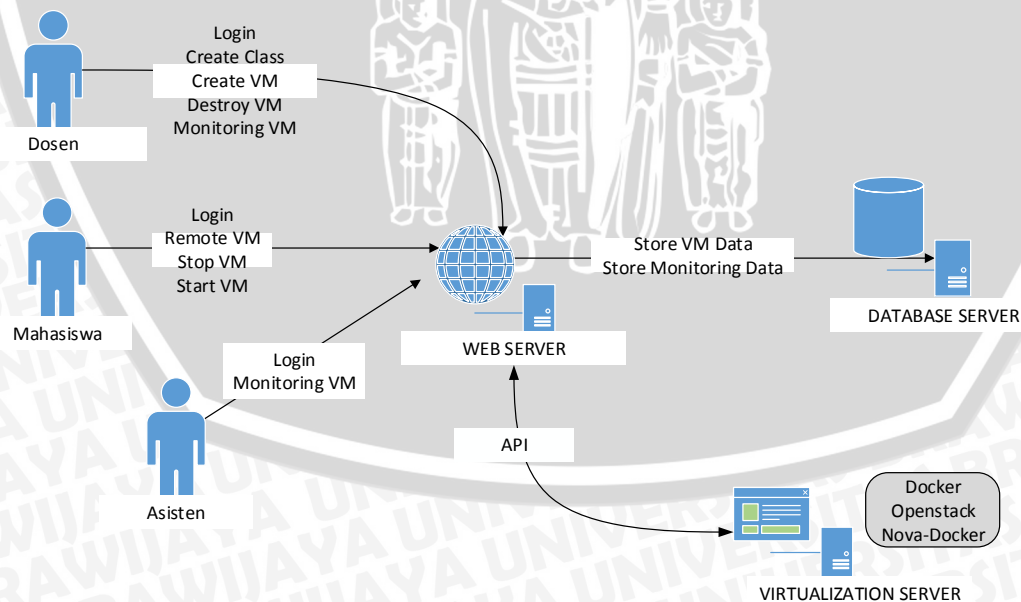 Login
Create Class
Create VM
Destroy VM
Monitoring VM
Dosen
Login
Remote VM
Stop VM
Start VM
Mahasiswa
Store VM Data
Store Monitoring Data
DATABASE SERVER
WEB SERVER
Login
Monitoring VM
Asisten
API
Docker
Openstack
Nova-Docker
VIRTUALIZATION SERVER